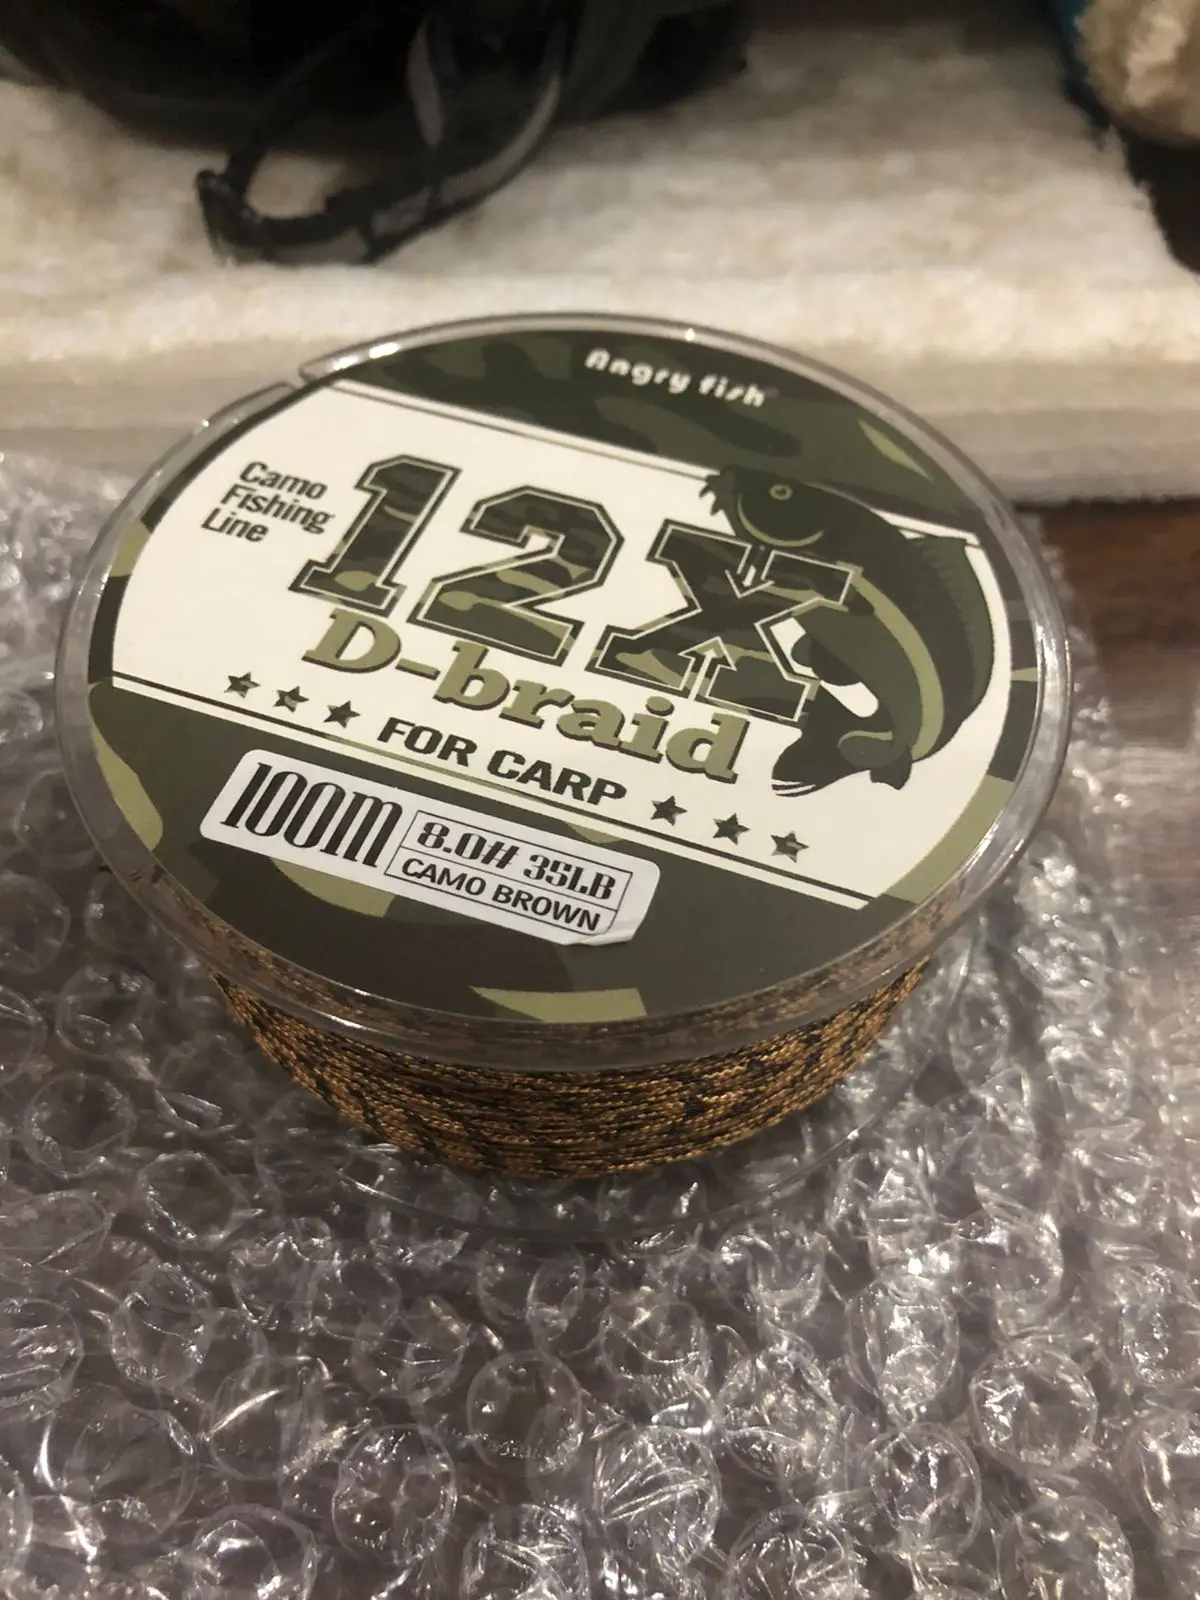 Angry fish
Camo
Fishing
Line
12X
D-braid
FOR CARP
100m
8.0# 35LB
CAMO BROWN